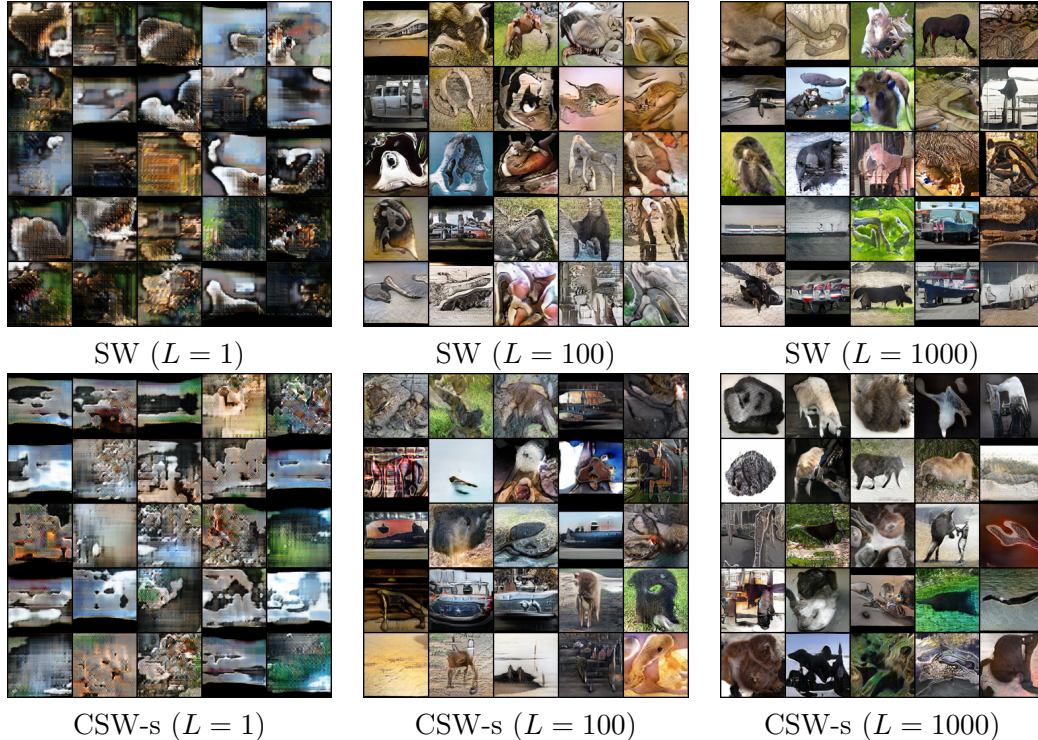 SW (L = 1)
SW (L = 100)
SW (L = 1000)
CSW-s (L = 1)
CSW-s (L = 100)
CSW-s (L = 1000)